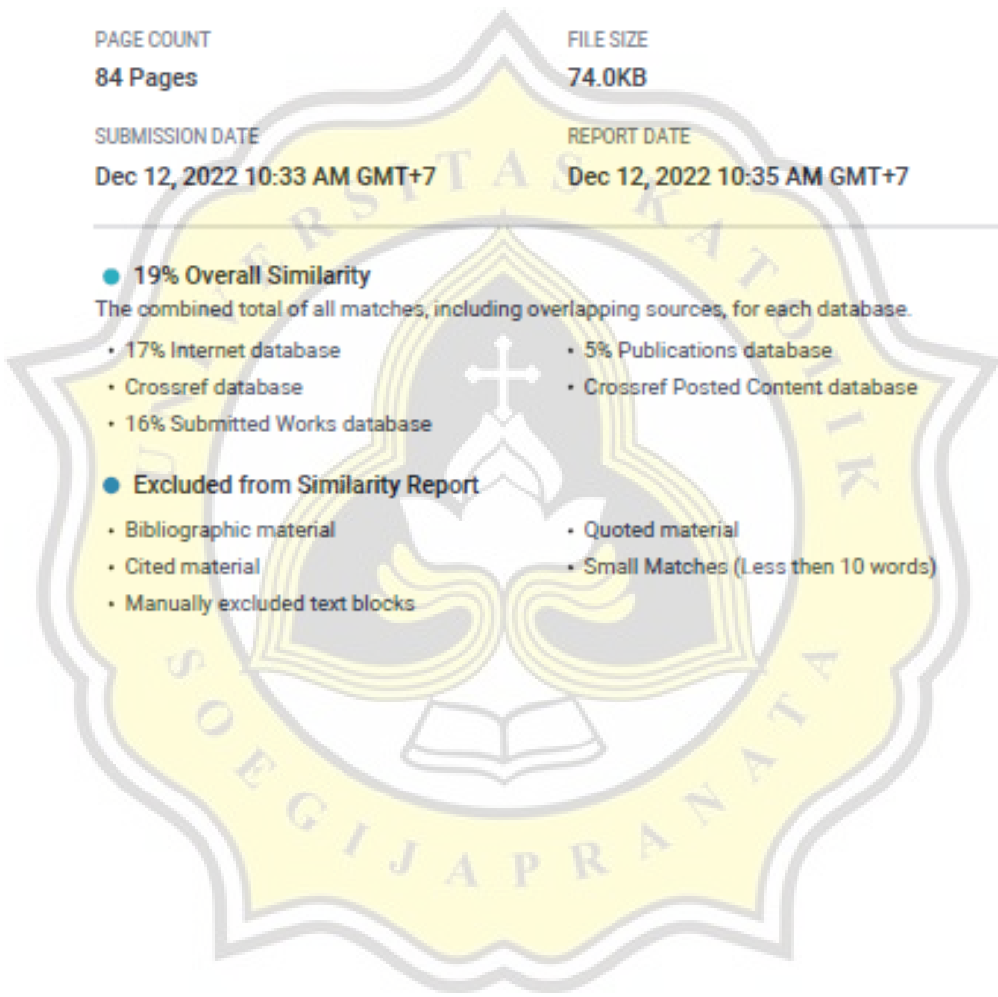 PAGE COUNT
84 Pages
FILE SIZE
74.0KB
SUBMISSION DATE
Dec 12, 2022 10:33 AM GMT+7
REPORT DATE
Dec 12, 2022 10:35 AM GMT+7
19% Overall Similarity
The combined total of all matches, including overlapping sources, for each database.
• 17% Internet database
• 5% Publications database
• Crossref database
• Crossref Posted Content database
• 16% Submitted Works database
Excluded from Similarity Report
• Bibliographic material
• Quoted material
• Cited material
• Small Matches (Less then 10 words)
• Manually excluded text blocks
UNIVERSITAS KATOLIK
SOEGIJAPRANATA